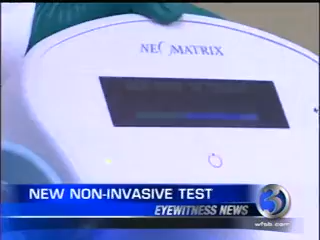 NEOMATRIX
NEW NON-INVASIVE TEST
EYEWITNESS NEWS
3
wfsb.com